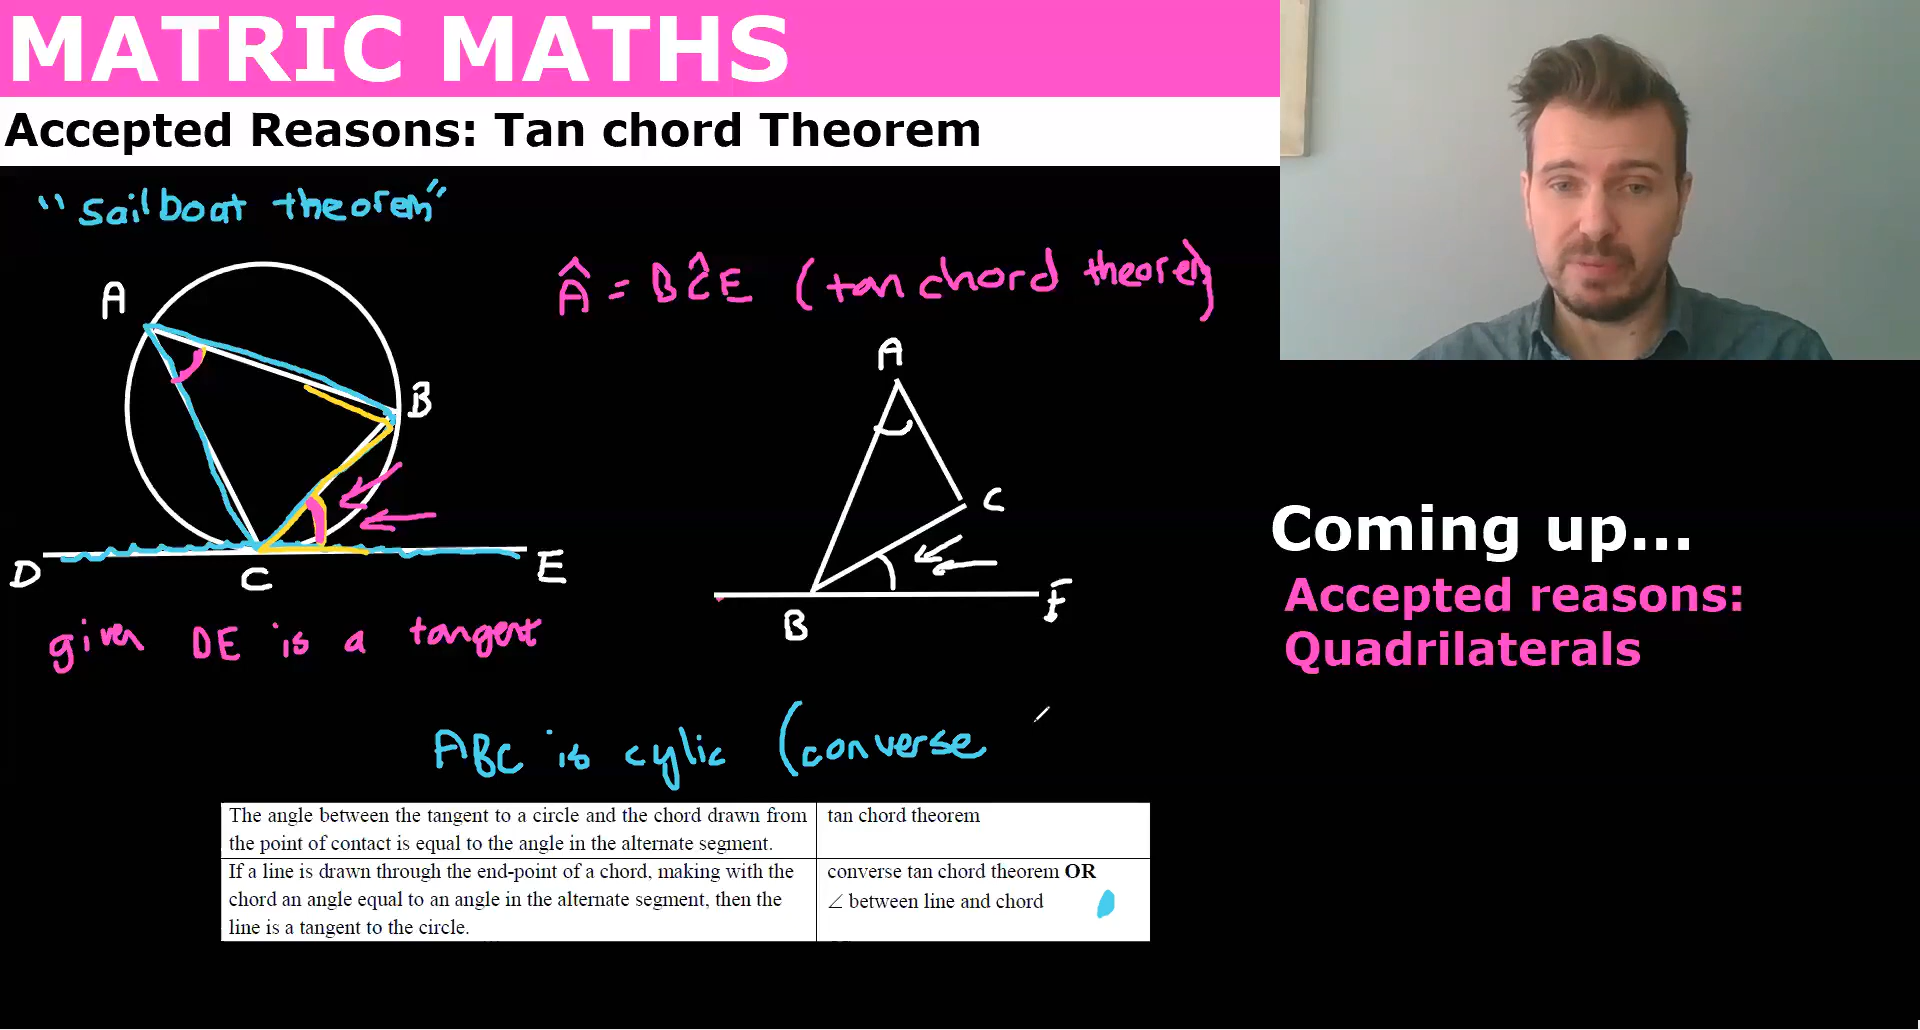 MATRIC MATHS
Accepted Reasons: Tan chord Theorem
"sailboat theorem"
Â = BĈE (tan chord theorem)
A
B
D
C
E
given DE is a tangent
A
C
B
F
ABC is cylic (converse
Coming up...
Accepted reasons:
Quadrilaterals
The angle between the tangent to a circle and the chord drawn from
the point of contact is equal to the angle in the alternate segment.
tan chord theorem
If a line is drawn through the end-point of a chord, making with the
chord an angle equal to an angle in the alternate segment, then the
line is a tangent to the circle.
converse tan chord theorem OR
∠ between line and chord